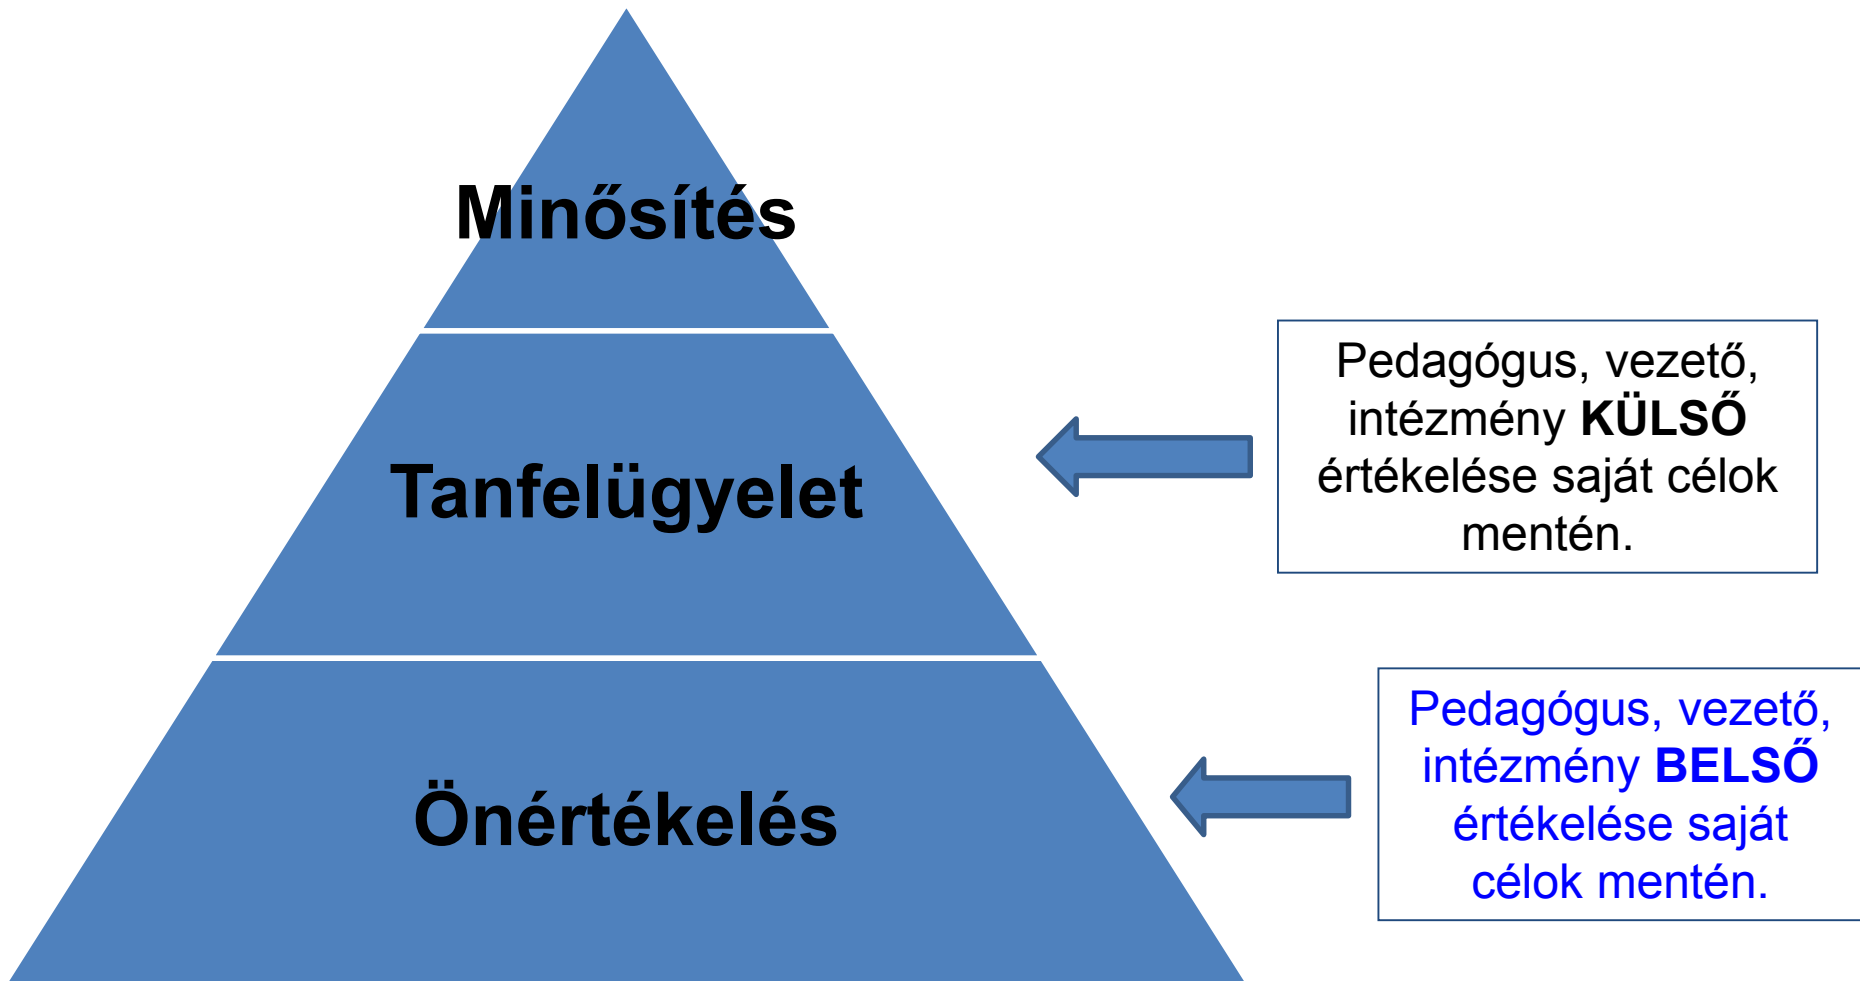 Minősítés
Pedagógus, vezető,
intézmény KÜLSŐ
értékelése saját célok
mentén.
Tanfelügyelet
Pedagógus, vezető,
intézmény BELSŐ
értékelése saját
célok mentén.
Önértékelés